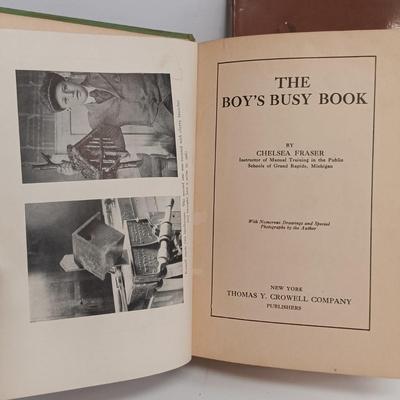 THE
BOY'S BUSY BOOK
BY
CHELSEA FRASER
Instructor of Manual Training in the Public
Schools of Grand Rapids, Michigan
With Numerous Drawings and Special
Photographs by the Author
NEW YORK
THOMAS Y. CROWELL COMPANY
PUBLISHERS